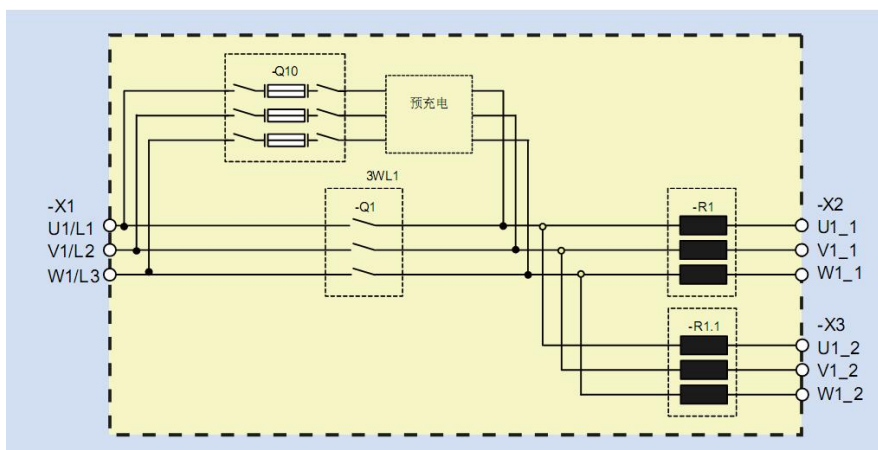 -Q10
预充电
3WL1
-X1
-Q1
-R1
-X2
U1/L1
U1_1
V1/L2
V1_1
W1/L3
W1_1
-R1.1
-X3
U1_2
V1_2
W1_2